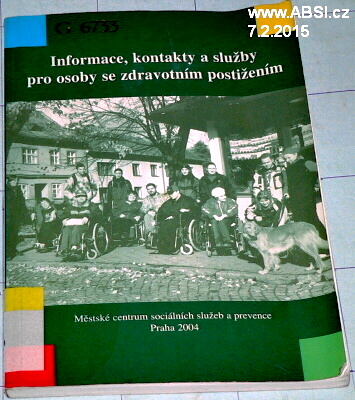 www.ABSI.cz
7.2.2015
G 6755
Informace, kontakty a služby
pro osoby se zdravotním postižením
Městské centrum sociálních služeb a prevence
Praha 2004